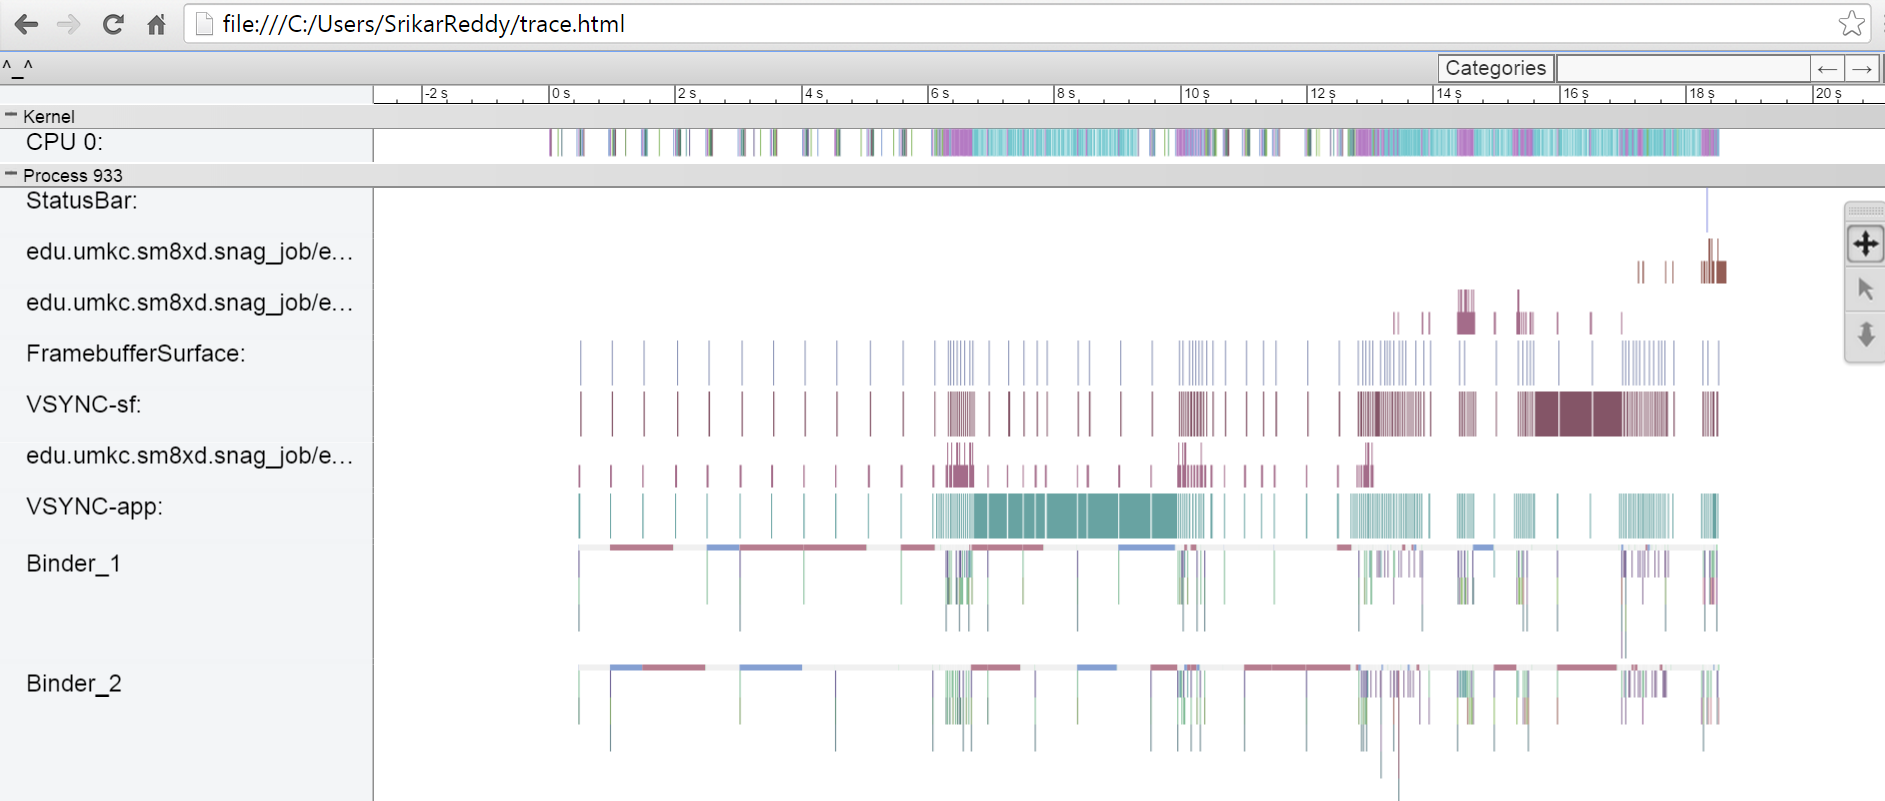 file:///C:/Users/SrikarReddy/trace.html
^_^
Categories
← →
-2 s 0 s 2 s 4 s 6 s 8 s 10 s 12 s 14 s 16 s 18 s 20 s
Kernel
CPU 0:
Process 933
StatusBar:
edu.umkc.sm8xd.snag_job/e…
edu.umkc.sm8xd.snag_job/e…
FramebufferSurface:
VSYNC-sf:
edu.umkc.sm8xd.snag_job/e…
VSYNC-app:
Binder_1
Binder_2